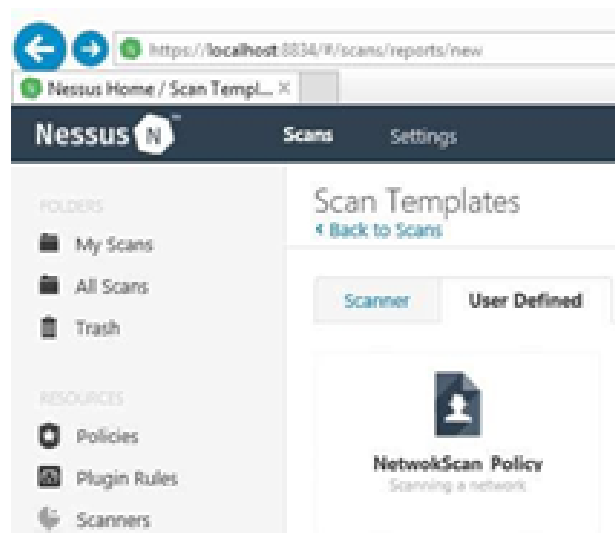 https://localhost:8834/#/scans/reports/new
Nessus Home / Scan Templ...
Nessus N
Scans
Settings
FOLDERS
My Scans
All Scans
Trash
RESOURCES
Policies
Plugin Rules
Scanners
Scan Templates
Back to Scans
Scanner
User Defined
NetwokScan Policy
Scanning a network